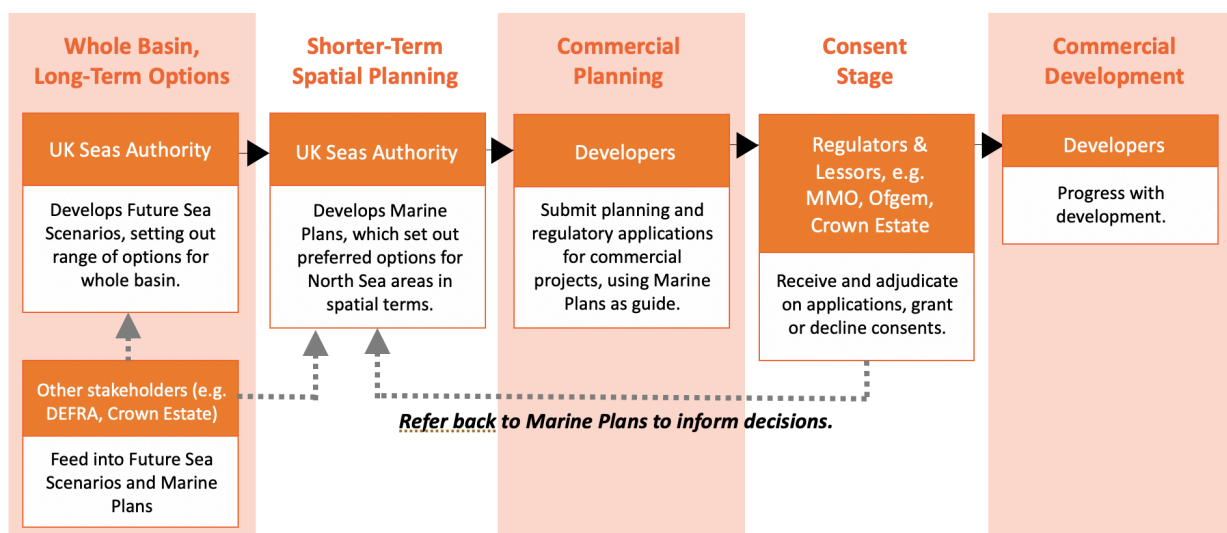 Whole Basin,
Long-Term Options
UK Seas Authority
Develops Future Sea
Scenarios, setting out
range of options for
whole basin.
Other stakeholders (e.g.
DEFRA, Crown Estate)
Feed into Future Sea
Scenarios and Marine
Plans
Shorter-Term
Spatial Planning
UK Seas Authority
Develops Marine
Plans, which set out
preferred options for
North Sea areas in
spatial terms.
Commercial
Planning
Developers
Submit planning and
regulatory applications
for commercial
projects, using Marine
Plans as guide.
Consent
Stage
Regulators &
Lessors, e.g.
MMO, Ofgem,
Crown Estate
Receive and adjudicate
on applications, grant
or decline consents.
Refer back to Marine Plans to inform decisions.
Commercial
Development
Developers
Progress with
development.